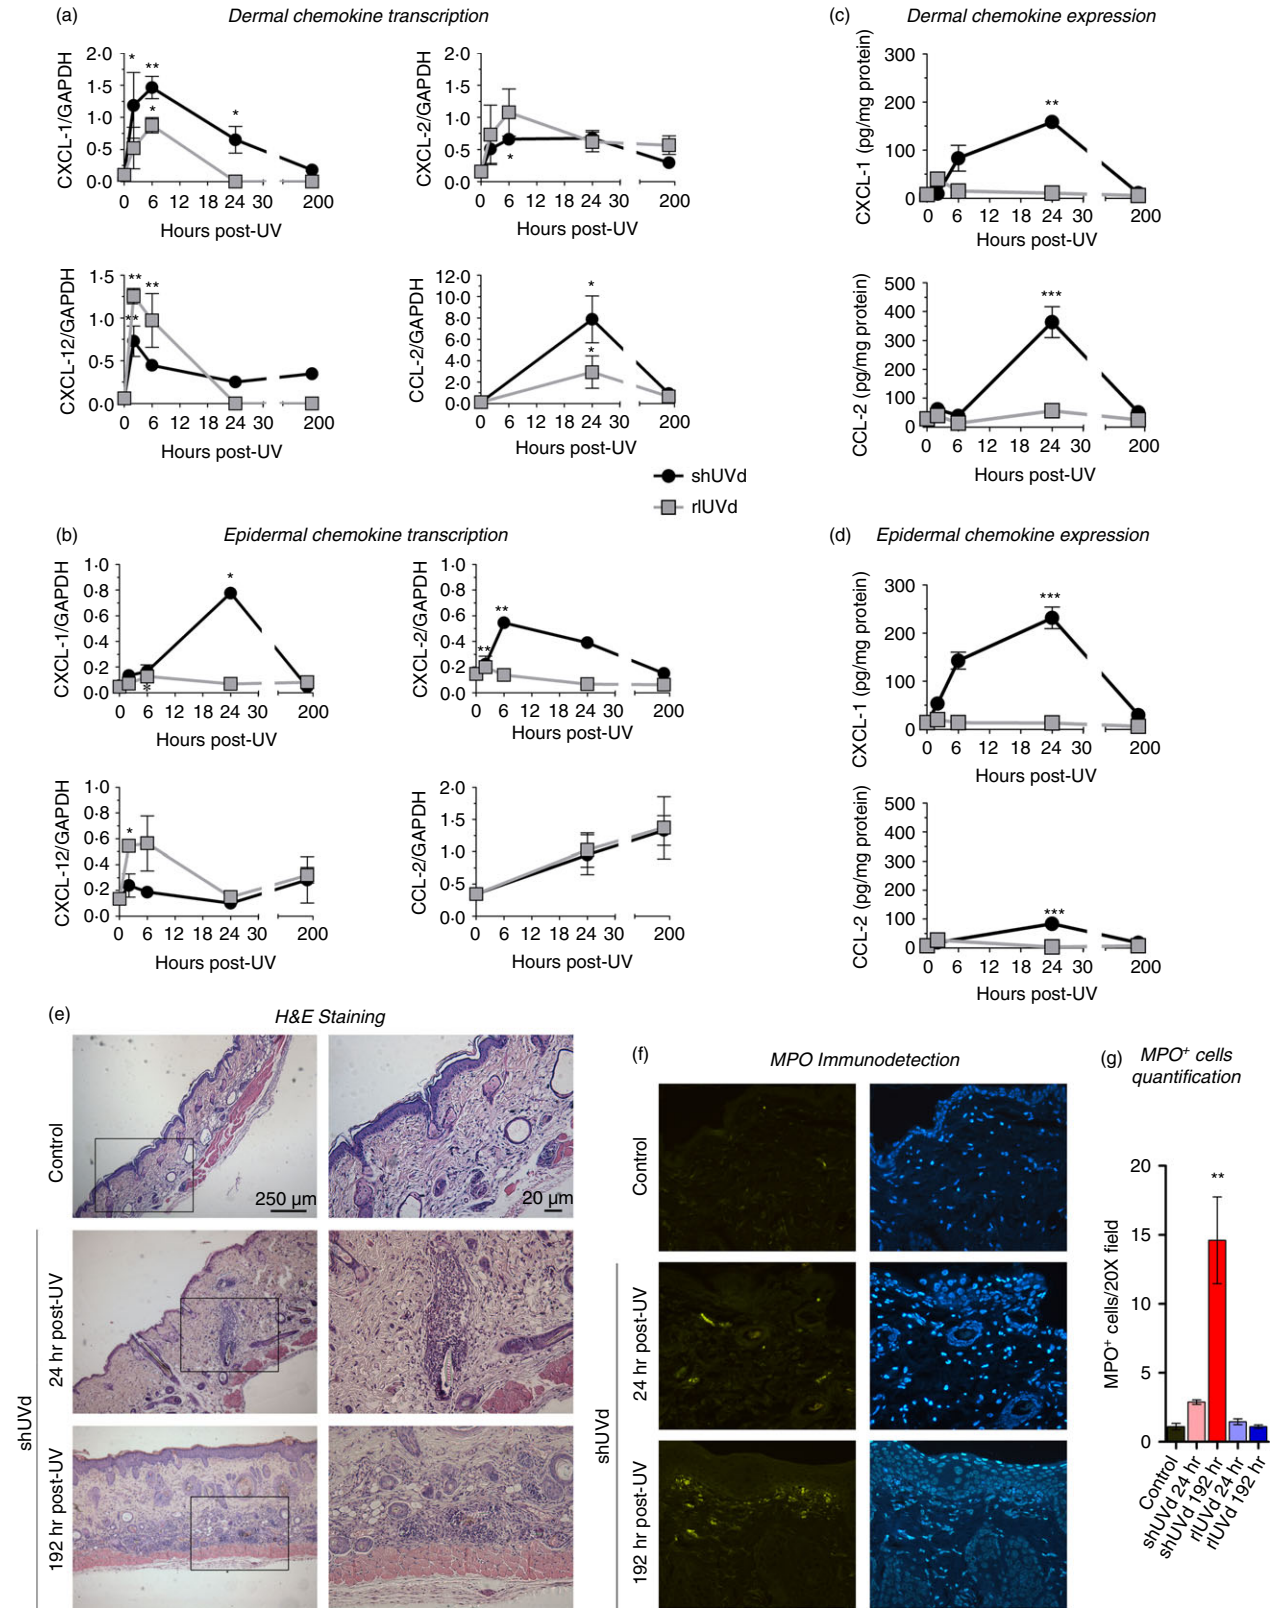 (a)
Dermal chemokine transcription
CXCL-1/GAPDH
2·0
1·5
1·0
0·5
0·0
*
**
*
*
0 6 12 18 24 30 200
Hours post-UV
CXCL-2/GAPDH
2·0
1·5
1·0
0·5
0·0
*
0 6 12 18 24 30 200
Hours post-UV
CXCL-12/GAPDH
1·5
1·0
0·5
0·0
**
**
**
0 6 12 18 24 30 200
Hours post-UV
CCL-2/GAPDH
12·0
10·0
8·0
6·0
4·0
2·0
0·0
*
*
0 6 12 18 24 30 200
Hours post-UV
shUVd
rlUVd
(b)
Epidermal chemokine transcription
CXCL-1/GAPDH
1·0
0·8
0·6
0·4
0·2
0·0
*
*
0 6 12 18 24 30 200
Hours post-UV
CXCL-2/GAPDH
1·0
0·8
0·6
0·4
0·2
0·0
**
**
0 6 12 18 24 30 200
Hours post-UV
CXCL-12/GAPDH
1·0
0·8
0·6
0·4
0·2
0·0
*
0 6 12 18 24 30 200
Hours post-UV
CCL-2/GAPDH
2·0
1·5
1·0
0·5
0·0
0 6 12 18 24 30 200
Hours post-UV
(c)
Dermal chemokine expression
CXCL-1 (pg/mg protein)
300
200
100
0
**
0 6 12 18 24 30 200
Hours post-UV
CCL-2 (pg/mg protein)
500
400
300
200
100
0
***
0 6 12 18 24 30 200
Hours post-UV
(d)
Epidermal chemokine expression
CXCL-1 (pg/mg protein)
300
200
100
0
***
0 6 12 18 24 30 200
Hours post-UV
CCL-2 (pg/mg protein)
500
400
300
200
100
0
***
0 6 12 18 24 30 200
Hours post-UV
(e)
H&E Staining
Control
250 µm
20 µm
shUVd
24 hr post-UV
192 hr post-UV
(f)
MPO Immunodetection
Control
shUVd
24 hr post-UV
192 hr post-UV
(g)
MPO⁺ cells
quantification
MPO⁺ cells/20X field
20
15
10
5
0
**
Control
shUVd 24 hr
shUVd 192 hr
rlUVd 24 hr
rlUVd 192 hr